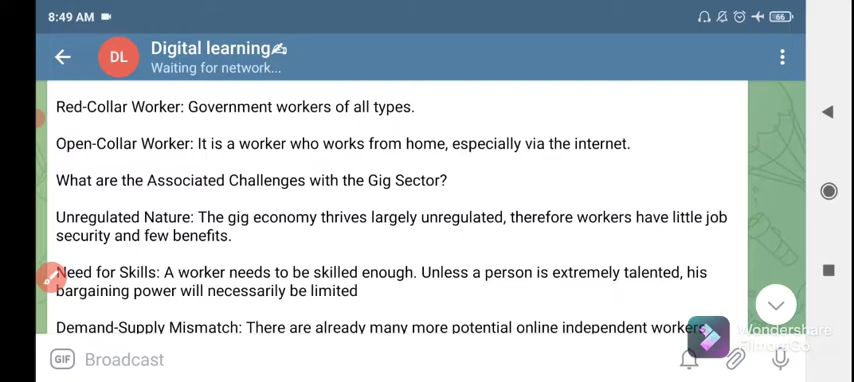 8:49 AM
66
DL
Digital learning✍
Waiting for network...
Red-Collar Worker: Government workers of all types.
Open-Collar Worker: It is a worker who works from home, especially via the internet.
What are the Associated Challenges with the Gig Sector?
Unregulated Nature: The gig economy thrives largely unregulated, therefore workers have little job
security and few benefits.
Need for Skills: A worker needs to be skilled enough. Unless a person is extremely talented, his
bargaining power will necessarily be limited
Demand-Supply Mismatch: There are already many more potential online independent workers
Wondershare
FilmoraGo
GIF
Broadcast